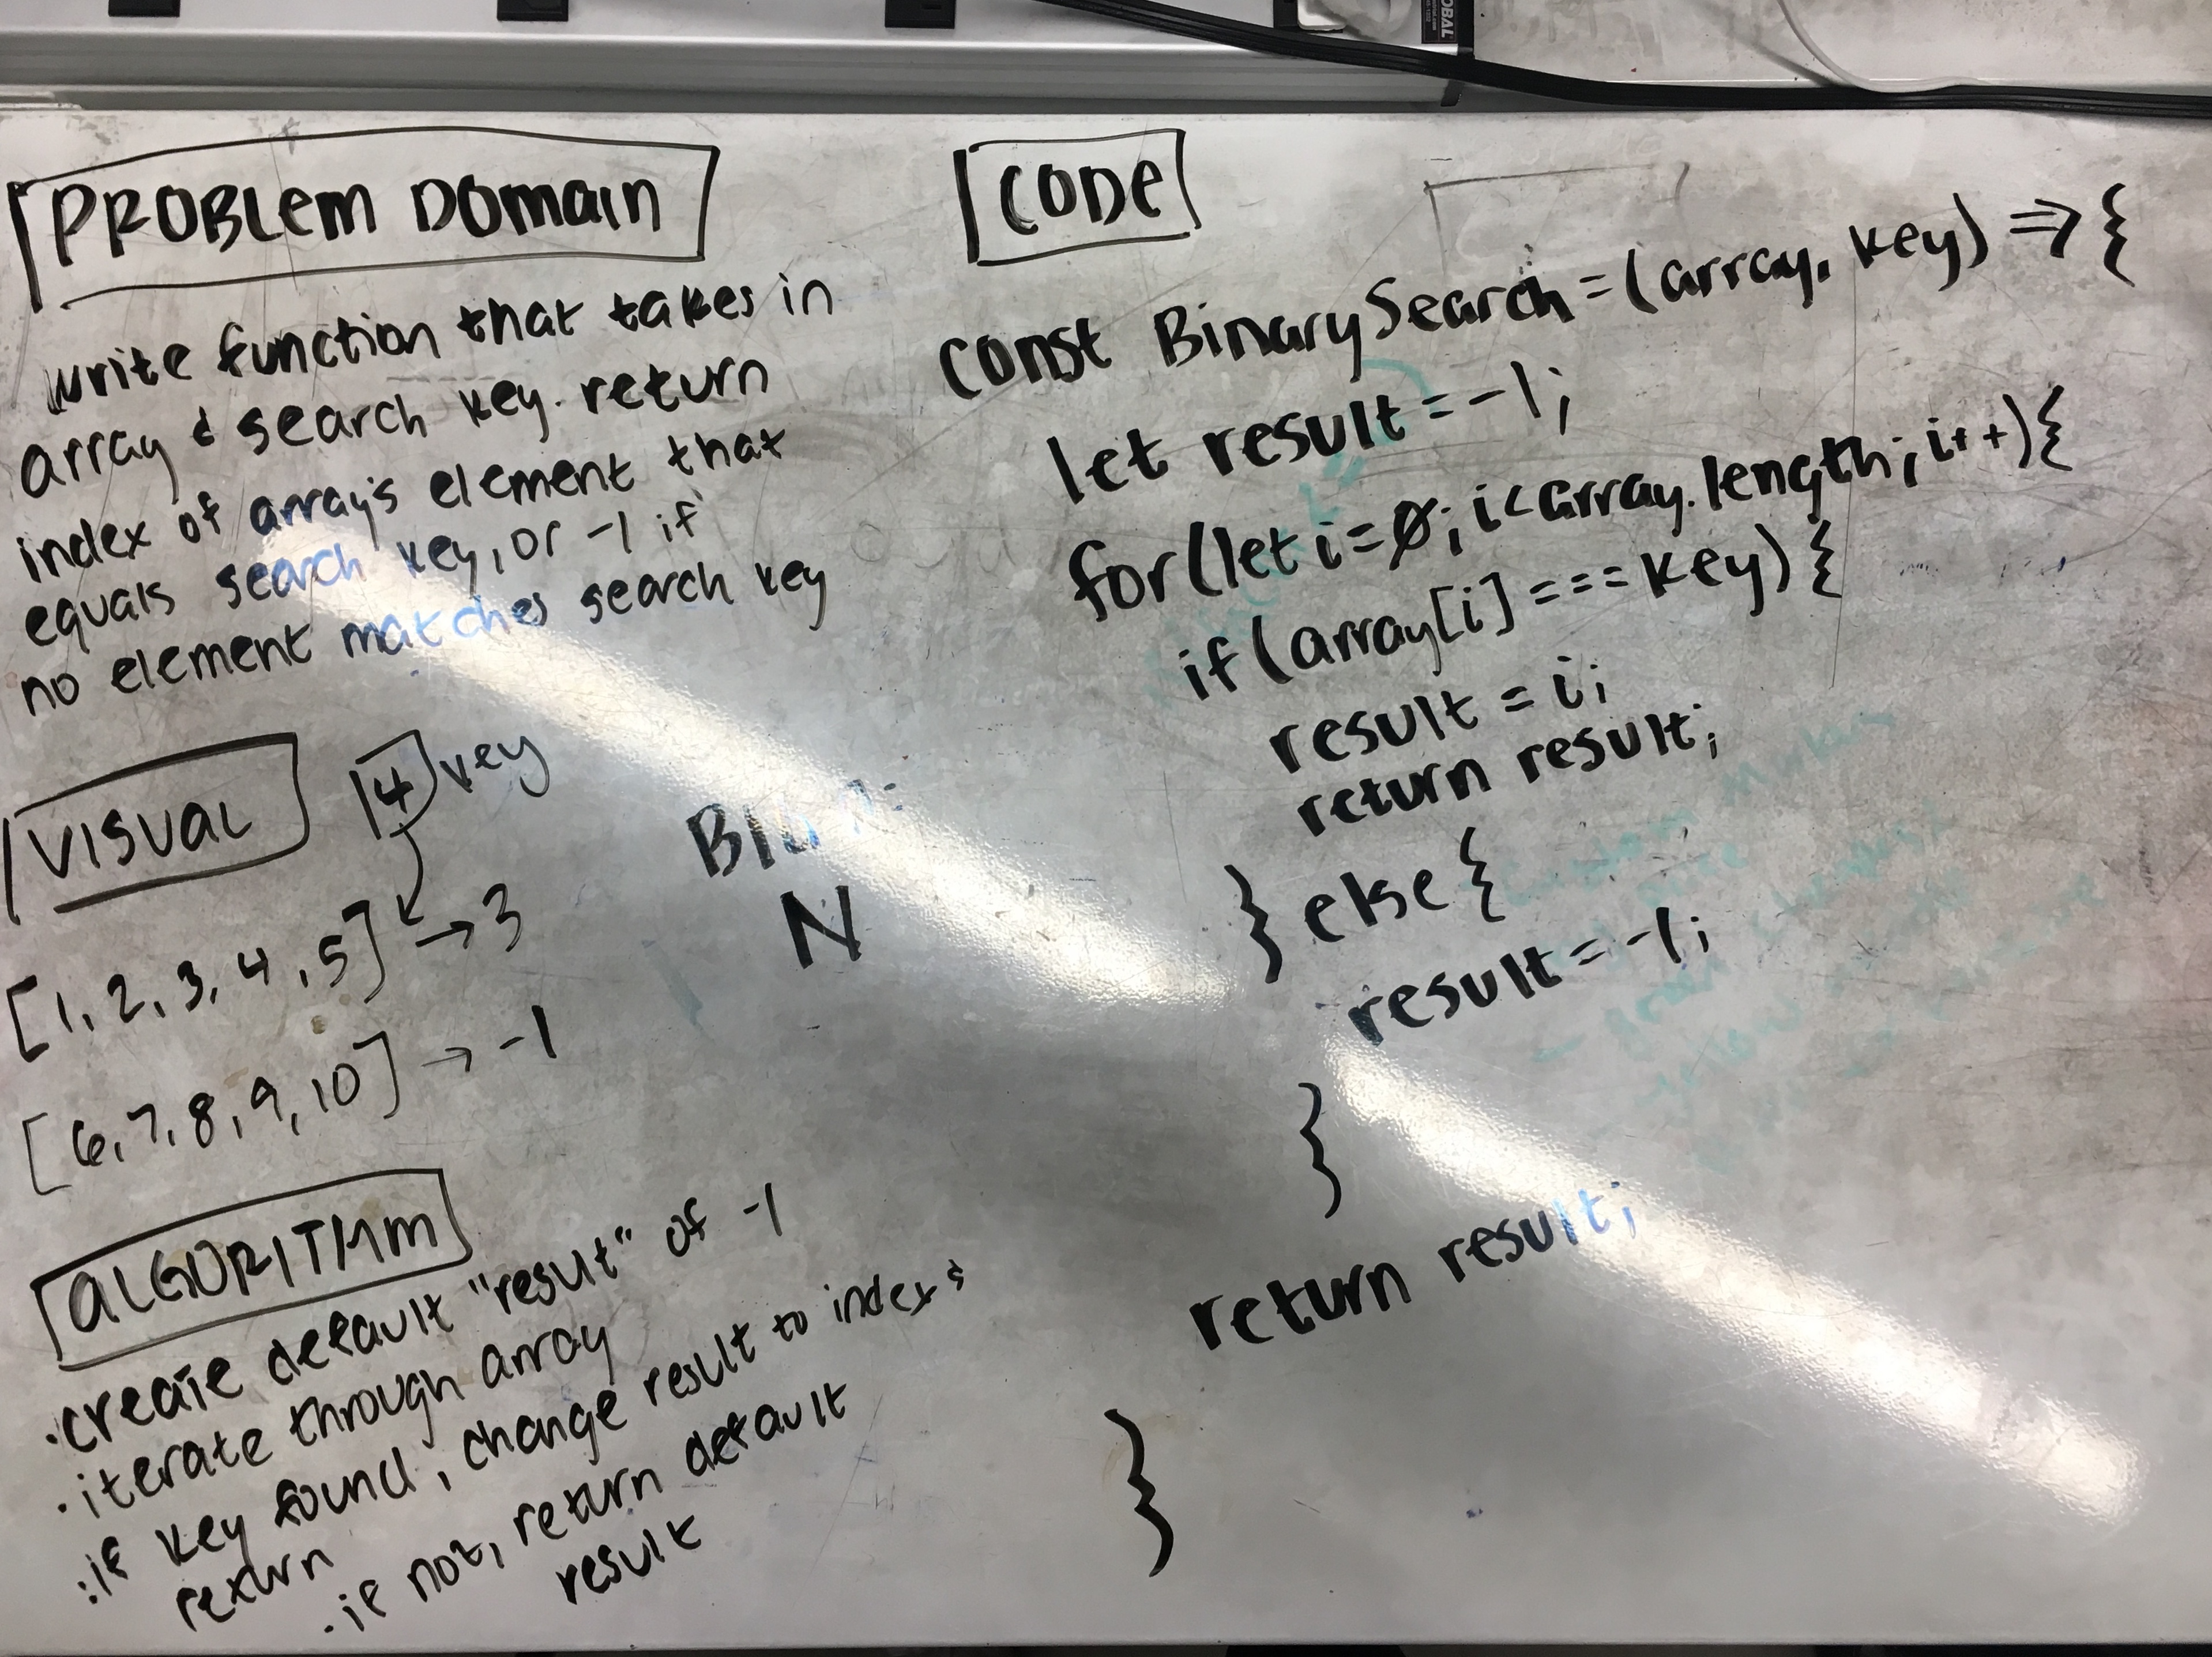 GLOBAL
PROBLEM DOMAIN
write function that takes in
array & search key. return
index of array's element that
equals search key, or -1 if
no element matches search key
VISUAL
4 key
[1, 2, 3, 4, 5] → 3
[6, 7, 8, 9, 10] → -1
BIG O:
N
ALGORITHM
· create default "result" of -1
· iterate through array
· if key found, change result to index &
return
· if not, return default
result
CODE
const BinarySearch = (array, key) => {
let result = -1;
for (let i = 0; i < array.length; i++) {
if (array[i] === key) {
result = i;
return result;
} else {
result = -1;
}
return result;
}